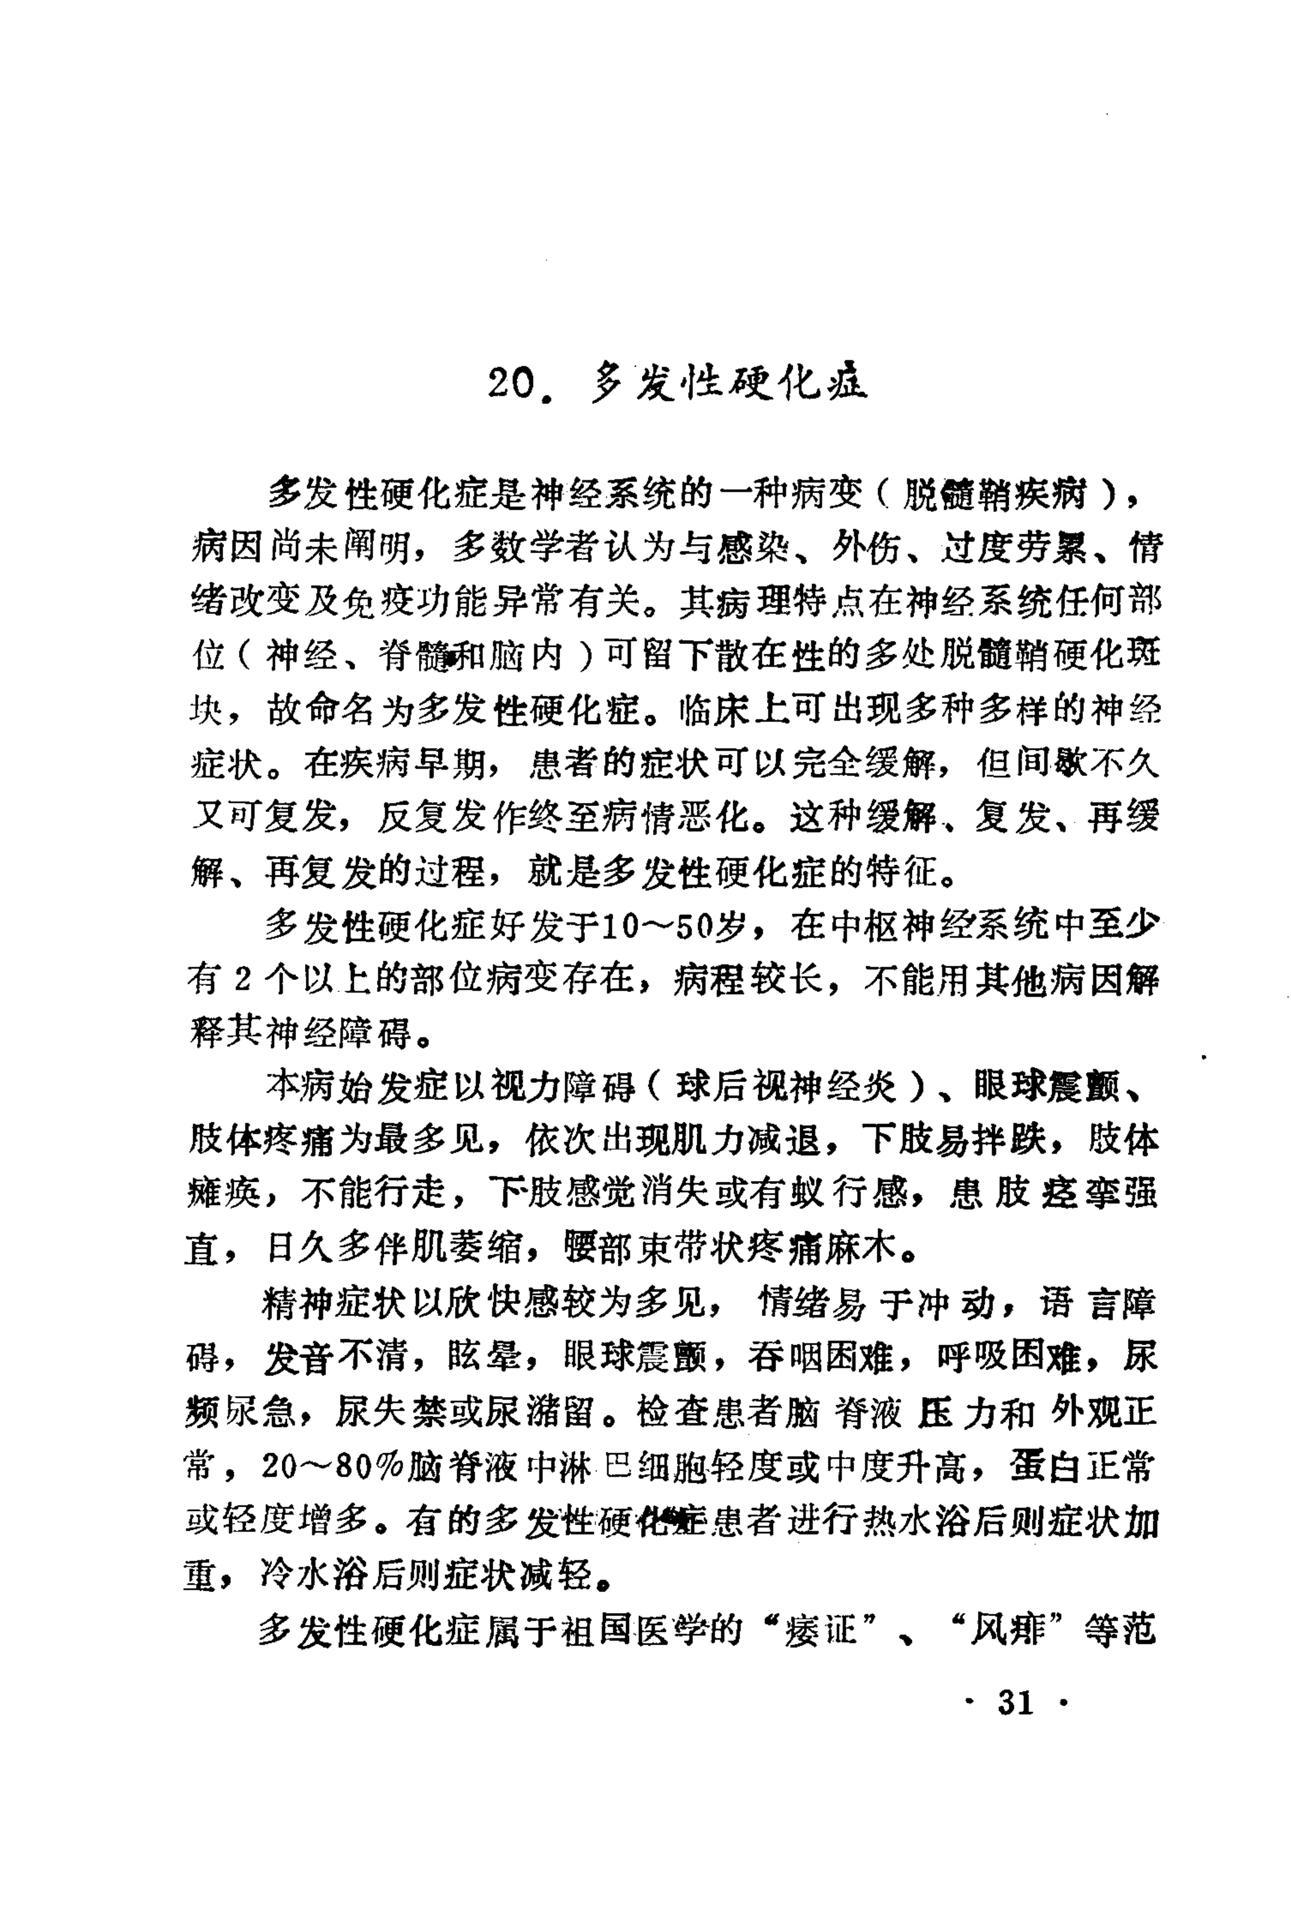 20．多发性硬化症
多发性硬化症是神经系统的一种病变（脱髓鞘疾病），
病因尚未阐明，多数学者认为与感染、外伤、过度劳累、情
绪改变及免疫功能异常有关。其病理特点在神经系统任何部
位（神经、脊髓和脑内）可留下散在性的多处脱髓鞘硬化斑
块，故命名为多发性硬化症。临床上可出现多种多样的神经
症状。在疾病早期，患者的症状可以完全缓解，但间歇不久
又可复发，反复发作终至病情恶化。这种缓解、复发、再缓
解、再复发的过程，就是多发性硬化症的特征。
多发性硬化症好发于10～50岁，在中枢神经系统中至少
有2个以上的部位病变存在，病程较长，不能用其他病因解
释其神经障碍。
本病始发症以视力障碍（球后视神经炎）、眼球震颤、
肢体疼痛为最多见，依次出现肌力减退，下肢易拌跌，肢体
瘫痪，不能行走，下肢感觉消失或有蚁行感，患肢痉挛强
直，日久多伴肌萎缩，腰部束带状疼痛麻木。
精神症状以欣快感较为多见，情绪易于冲动，语言障
碍，发音不清，眩晕，眼球震颤，吞咽困难，呼吸困难，尿
频尿急，尿失禁或尿潴留。检查患者脑脊液压力和外观正
常，20～80%脑脊液中淋巴细胞轻度或中度升高，蛋白正常
或轻度增多。有的多发性硬化症患者进行热水浴后则症状加
重，冷水浴后则症状减轻。
多发性硬化症属于祖国医学的“痿证”、“风痱”等范
· 31 ·